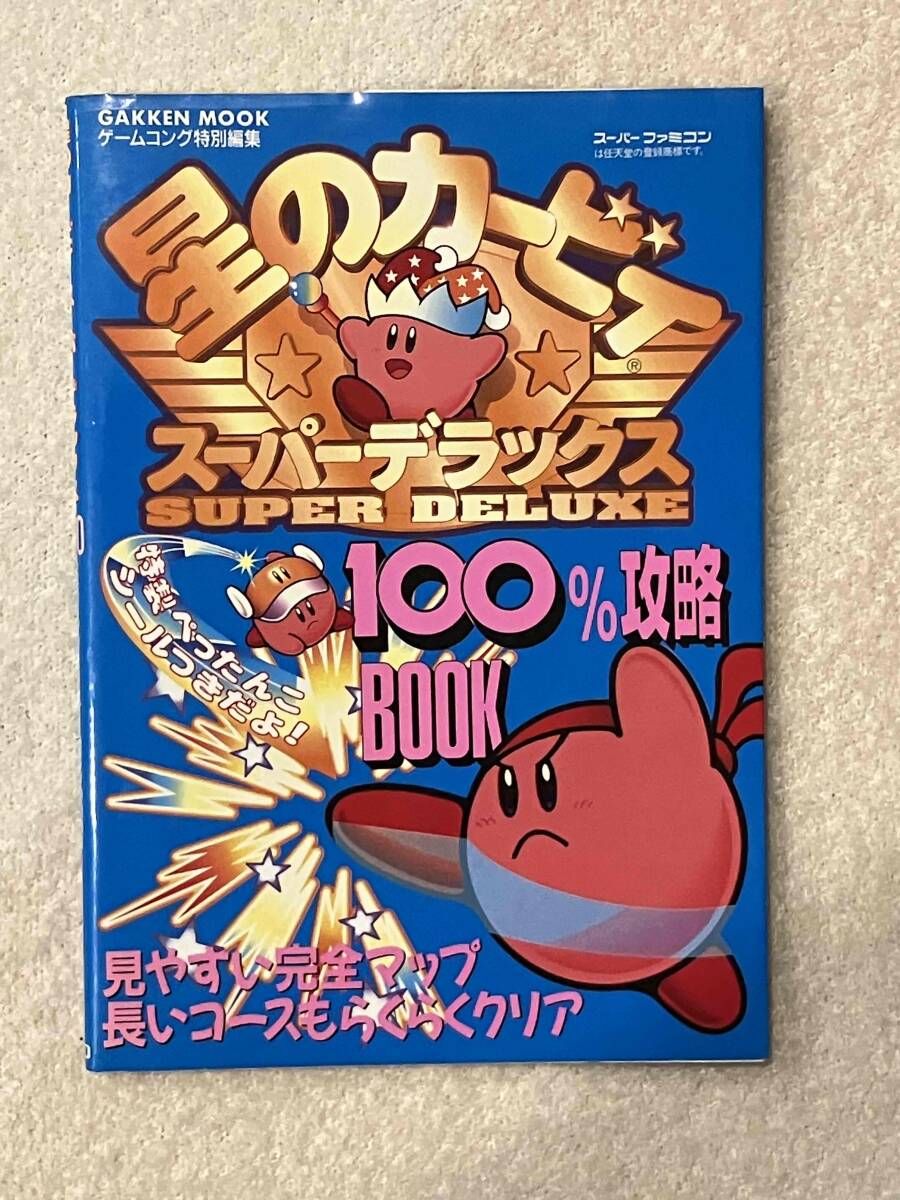 GAKKEN MOOK
ゲームコング特別編集
スーパーファミコン
は任天堂の登録商標です。
星のカービィ
®
スーパーデラックス
SUPER DELUXE
特製ぺったんこ
シールつきだよ!
100%攻略
BOOK
見やすい完全マップ
長いコースもらくらくクリア